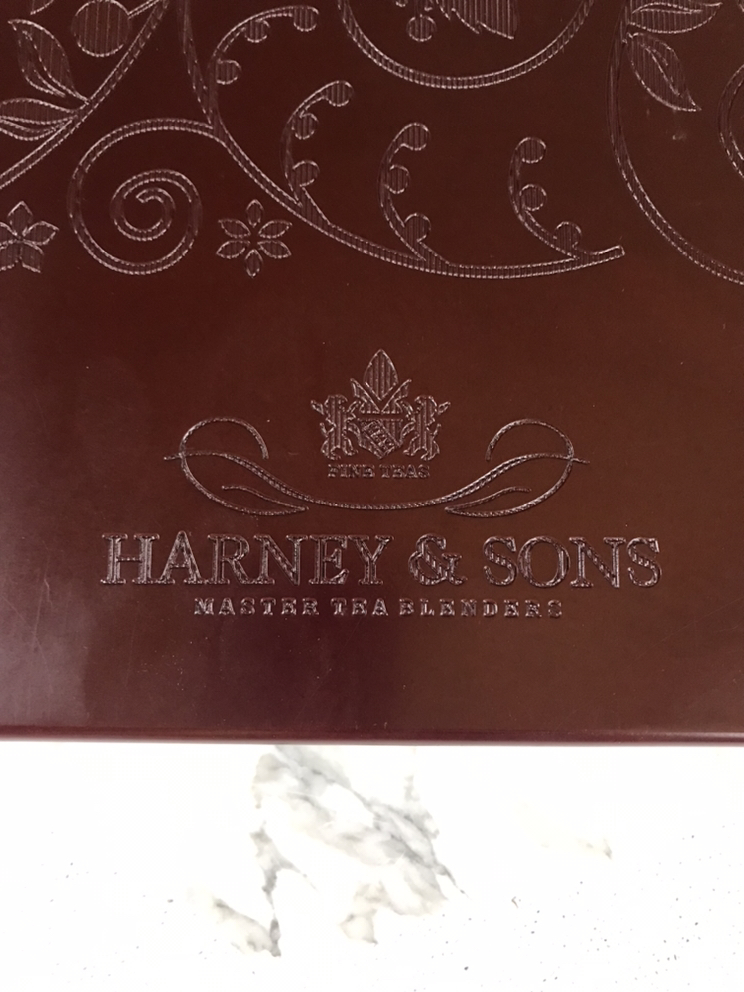 FINE TEAS
HARNEY & SONS
MASTER TEA BLENDERS